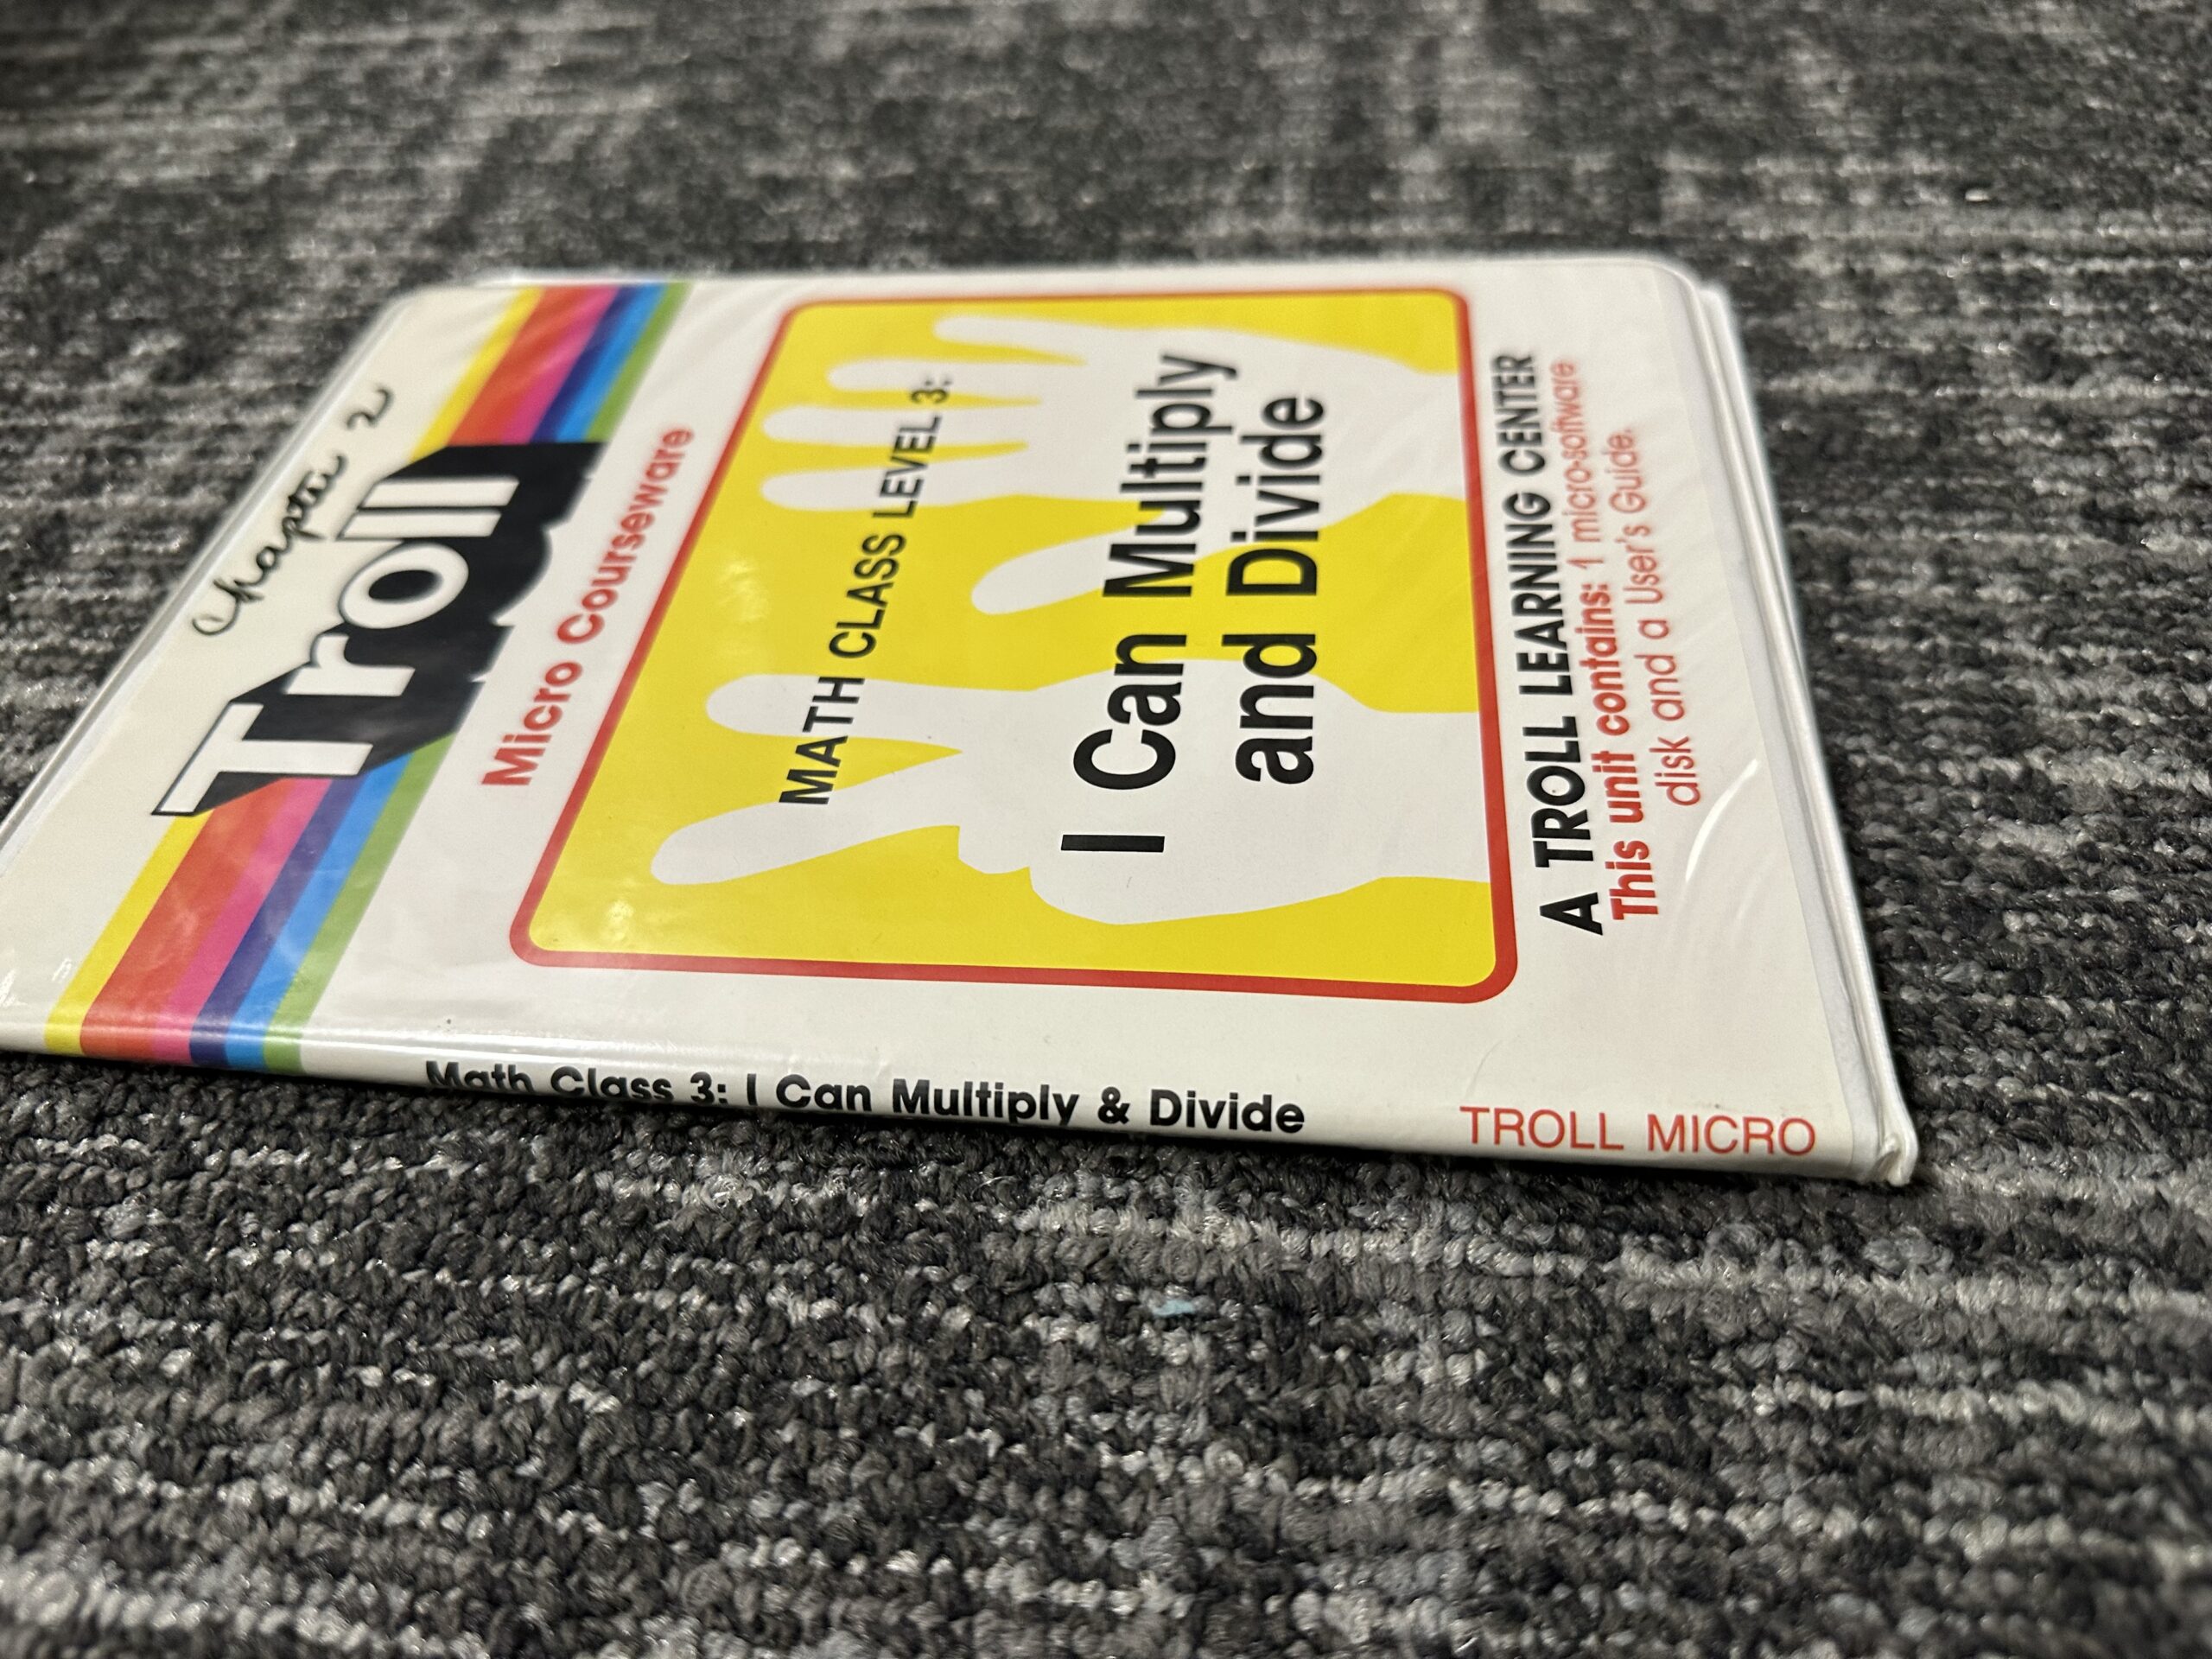 Chapter 2
Troll
Micro Courseware
MATH CLASS LEVEL 3:
I Can Multiply
and Divide
A TROLL LEARNING CENTER
This unit contains: 1 micro-software
disk and a User's Guide.
Math Class 3: I Can Multiply & Divide
TROLL MICRO